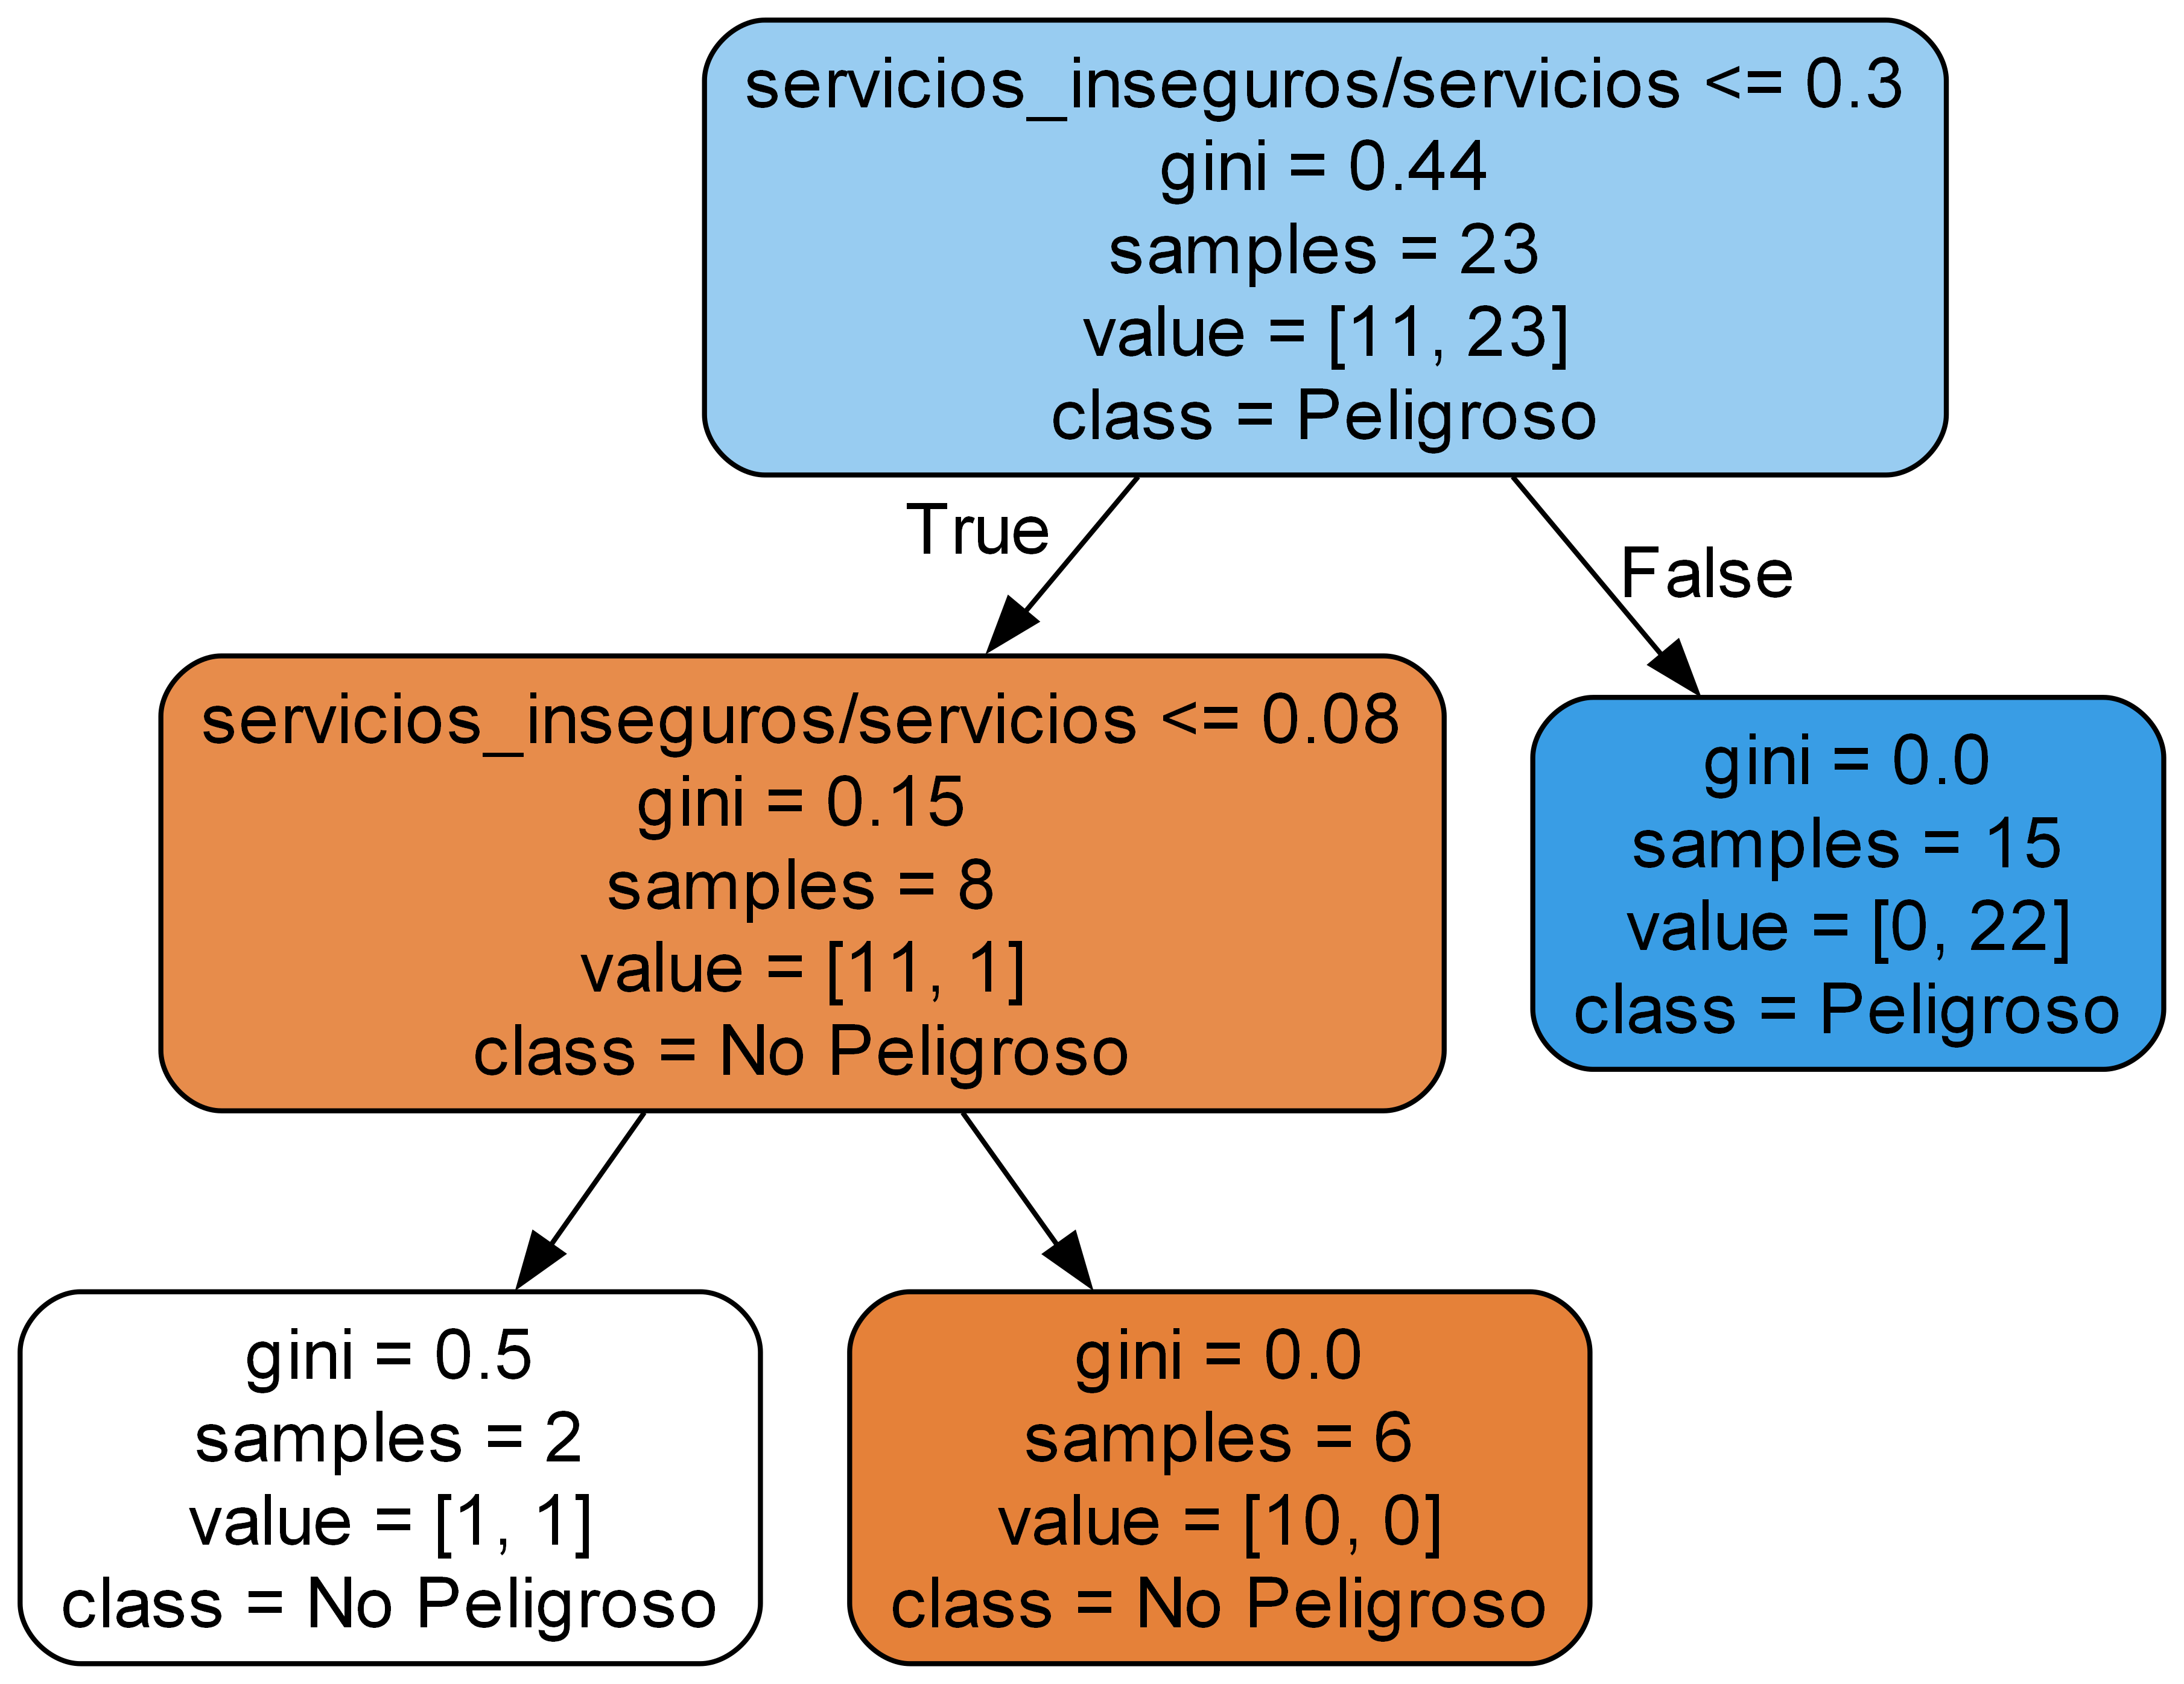 servicios_inseguros/servicios <= 0.3
gini = 0.44
samples = 23
value = [11, 23]
class = Peligroso
True
False
servicios_inseguros/servicios <= 0.08
gini = 0.15
samples = 8
value = [11, 1]
class = No Peligroso
gini = 0.0
samples = 15
value = [0, 22]
class = Peligroso
gini = 0.5
samples = 2
value = [1, 1]
class = No Peligroso
gini = 0.0
samples = 6
value = [10, 0]
class = No Peligroso